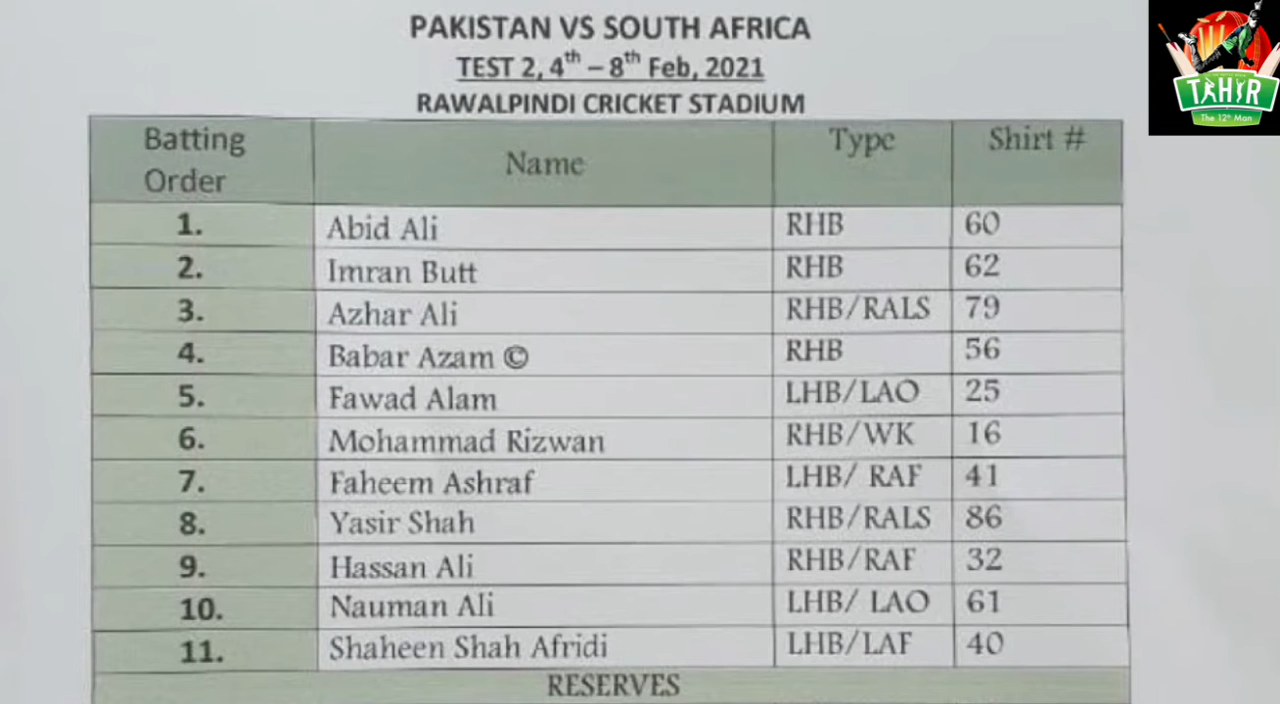 PAKISTAN VS SOUTH AFRICA
TEST 2, 4th – 8th Feb, 2021
RAWALPINDI CRICKET STADIUM
Batting Order Name Type Shirt #
1. Abid Ali RHB 60
2. Imran Butt RHB 62
3. Azhar Ali RHB/RALS 79
4. Babar Azam © RHB 56
5. Fawad Alam LHB/LAO 25
6. Mohammad Rizwan RHB/WK 16
7. Faheem Ashraf LHB/ RAF 41
8. Yasir Shah RHB/RALS 86
9. Hassan Ali RHB/RAF 32
10. Nauman Ali LHB/ LAO 61
11. Shaheen Shah Afridi LHB/LAF 40
RESERVES
TAHIR
The 12th Man